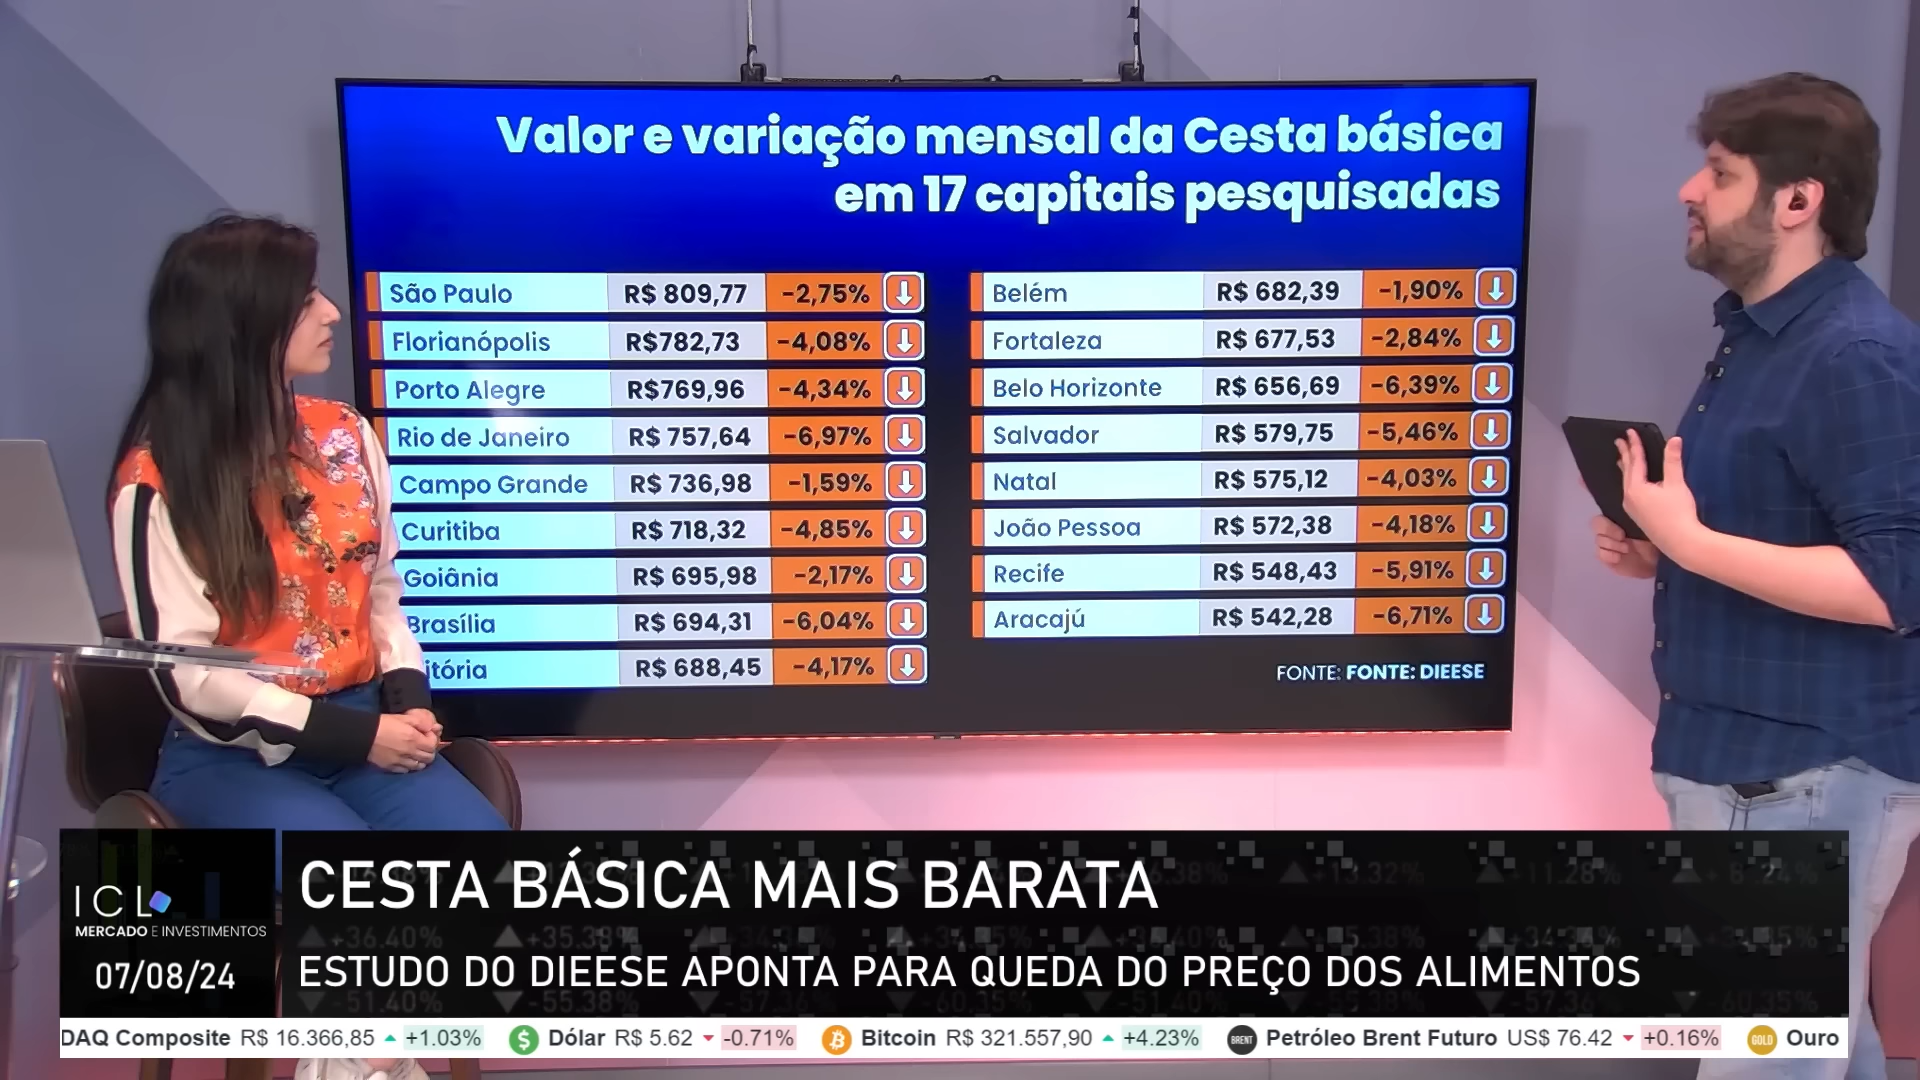 Valor e variação mensal da Cesta básica
em 17 capitais pesquisadas
São Paulo R$ 809,77 -2,75%
Florianópolis R$782,73 -4,08%
Porto Alegre R$769,96 -4,34%
Rio de Janeiro R$ 757,64 -6,97%
Campo Grande R$ 736,98 -1,59%
Curitiba R$ 718,32 -4,85%
Goiânia R$ 695,98 -2,17%
Brasília R$ 694,31 -6,04%
itória R$ 688,45 -4,17%
Belém R$ 682,39 -1,90%
Fortaleza R$ 677,53 -2,84%
Belo Horizonte R$ 656,69 -6,39%
Salvador R$ 579,75 -5,46%
Natal R$ 575,12 -4,03%
João Pessoa R$ 572,38 -4,18%
Recife R$ 548,43 -5,91%
Aracajú R$ 542,28 -6,71%
FONTE: FONTE: DIEESE
CESTA BÁSICA MAIS BARATA
ICL
MERCADO E INVESTIMENTOS
07/08/24
ESTUDO DO DIEESE APONTA PARA QUEDA DO PREÇO DOS ALIMENTOS
DAQ Composite R$ 16.366,85 +1.03% Dólar R$ 5.62 -0.71% Bitcoin R$ 321.557,90 +4.23% BRENT Petróleo Brent Futuro US$ 76.42 +0.16% GOLD Ouro